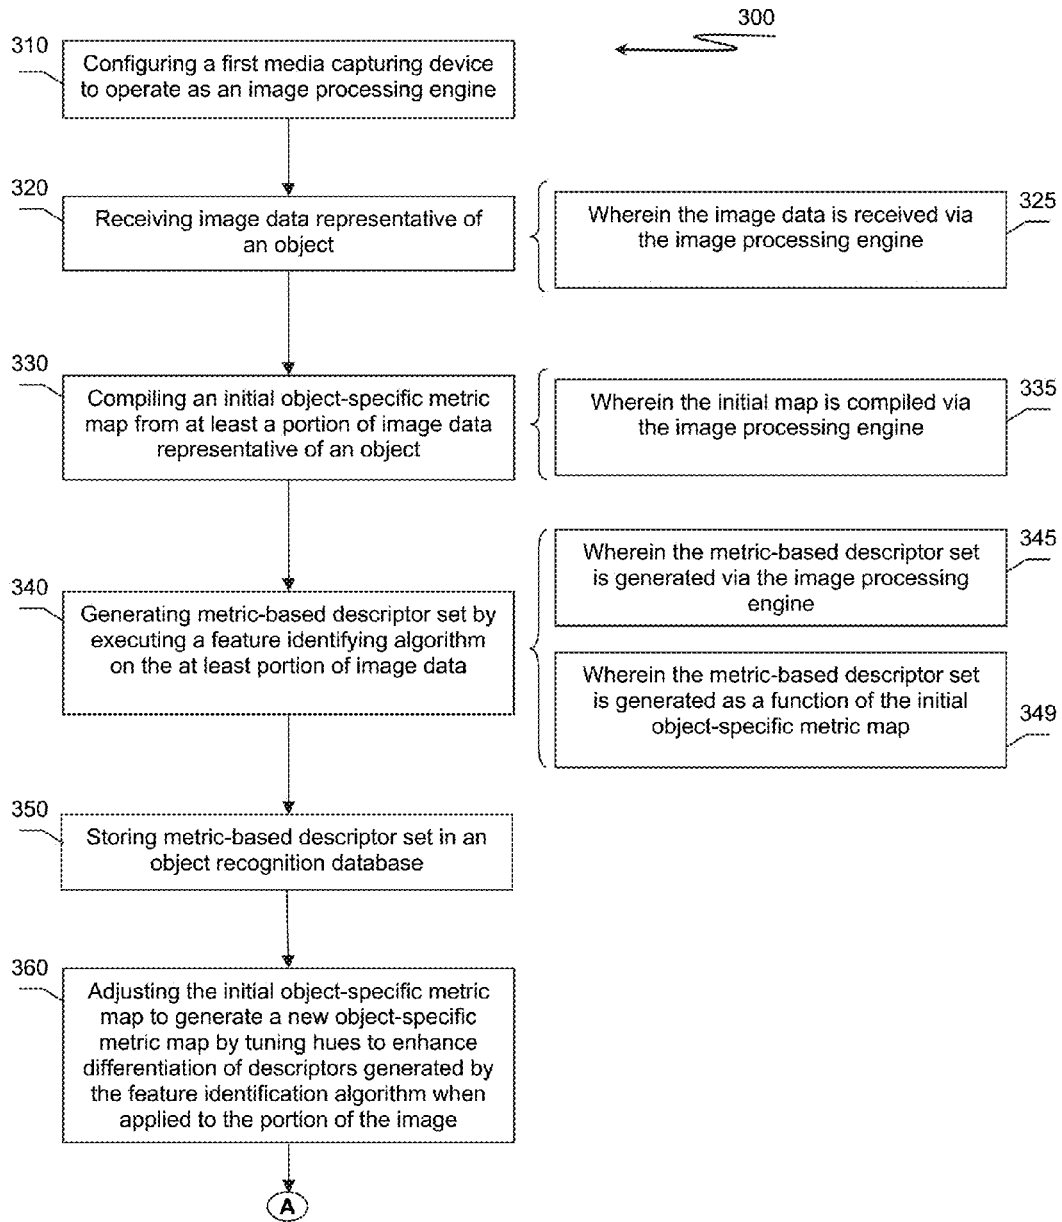 300
310
Configuring a first media capturing device
to operate as an image processing engine
320
Receiving image data representative of
an object
325
Wherein the image data is received via
the image processing engine
330
Compiling an initial object-specific metric
map from at least a portion of image data
representative of an object
335
Wherein the initial map is compiled via
the image processing engine
340
Generating metric-based descriptor set by
executing a feature identifying algorithm
on the at least portion of image data
345
Wherein the metric-based descriptor set
is generated via the image processing
engine
349
Wherein the metric-based descriptor set
is generated as a function of the initial
object-specific metric map
350
Storing metric-based descriptor set in an
object recognition database
360
Adjusting the initial object-specific metric
map to generate a new object-specific
metric map by tuning hues to enhance
differentiation of descriptors generated by
the feature identification algorithm when
applied to the portion of the image
A